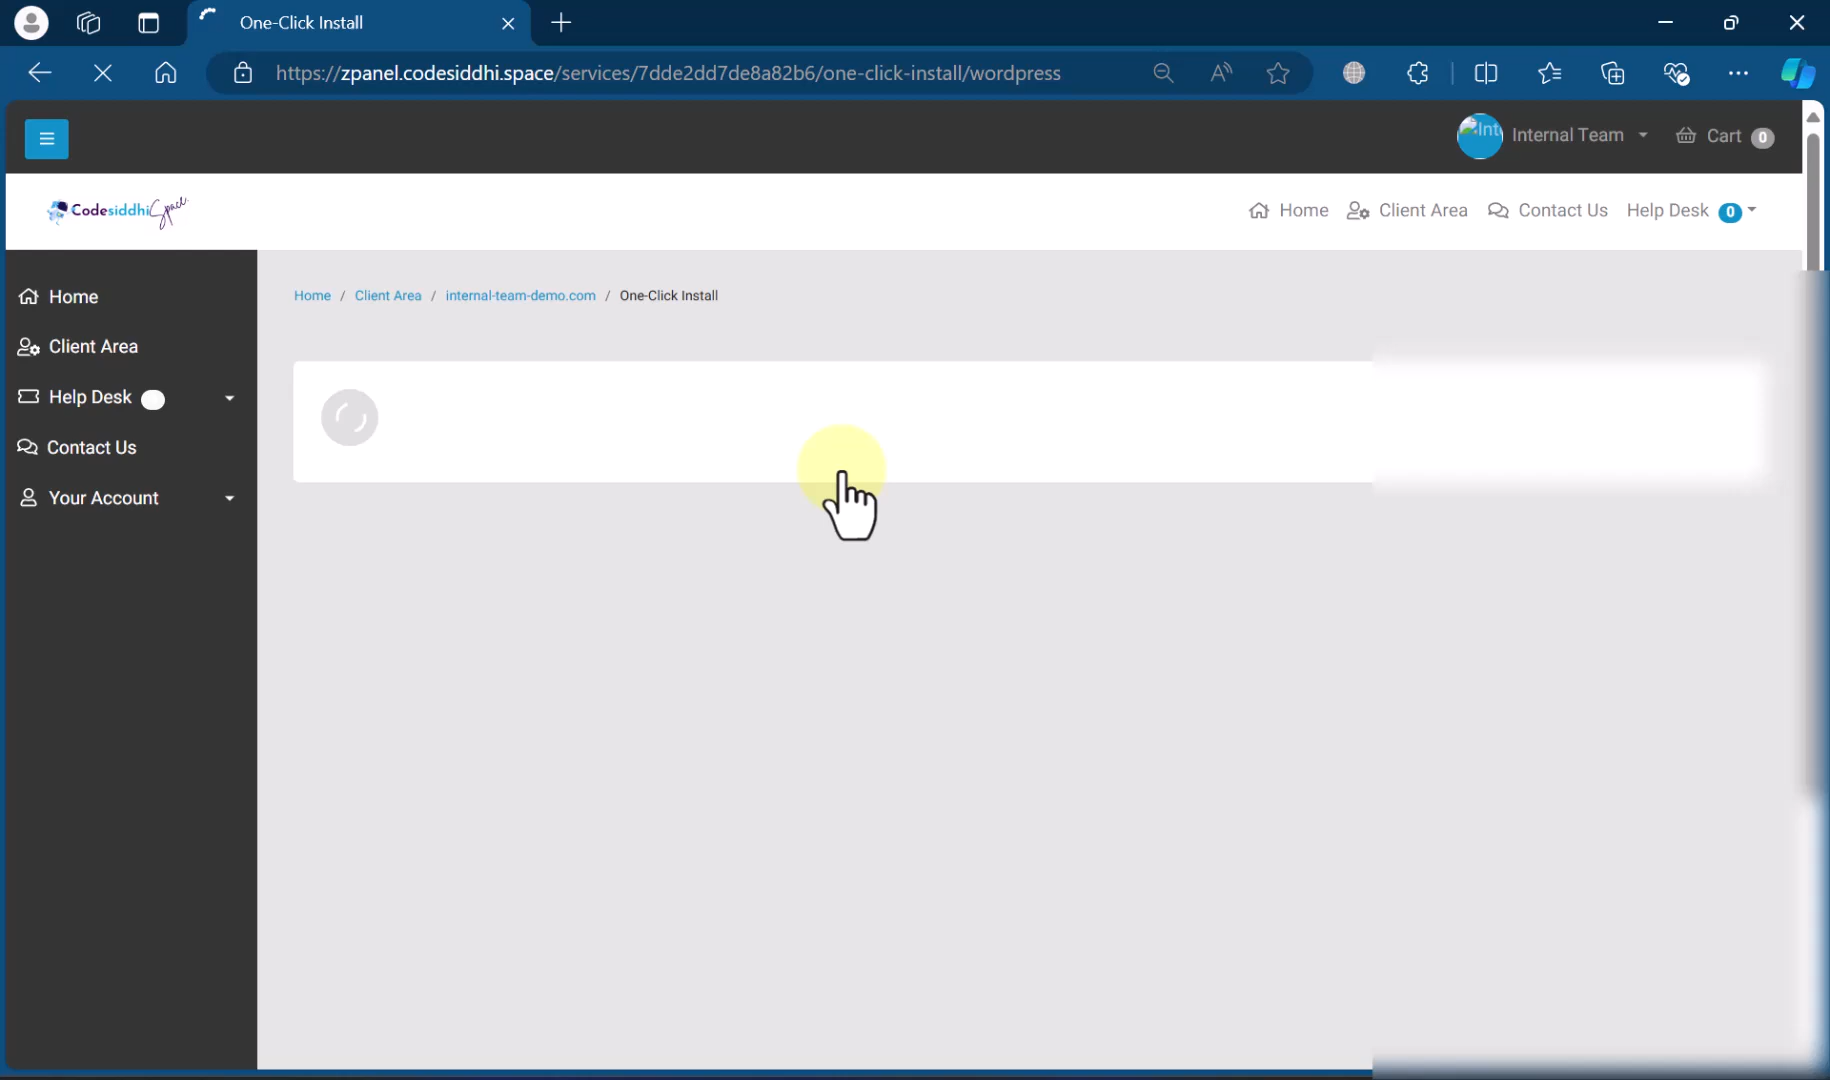 One-Click Install
https://zpanel.codesiddhi.space/services/7dde2dd7de8a82b6/one-click-install/wordpress
Inte
Internal Team
Cart 0
CodesiddhiSpace
Home
Client Area
Contact Us
Help Desk 0
Home
Client Area
Help Desk
Contact Us
Your Account
Home / Client Area / internal-team-demo.com / One-Click Install